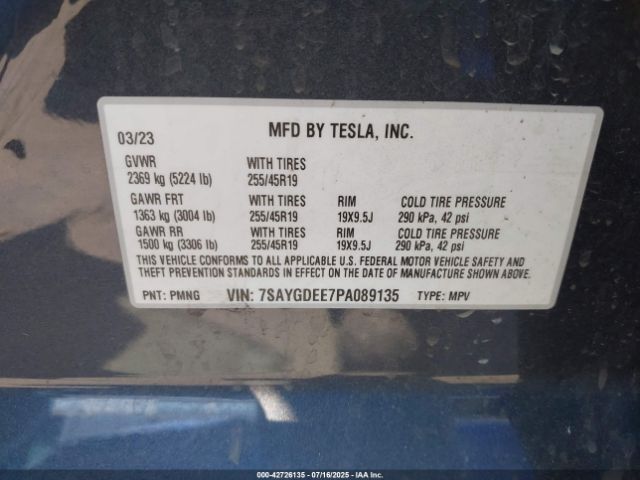 03/23 MFD BY TESLA, INC.
GVWR WITH TIRES
2369 kg (5224 lb) 255/45R19
GAWR FRT WITH TIRES RIM COLD TIRE PRESSURE
1363 kg (3004 lb) 255/45R19 19X9.5J 290 kPa, 42 psi
GAWR RR WITH TIRES RIM COLD TIRE PRESSURE
1500 kg (3306 lb) 255/45R19 19X9.5J 290 kPa, 42 psi
THIS VEHICLE CONFORMS TO ALL APPLICABLE U.S. FEDERAL MOTOR VEHICLE SAFETY AND
THEFT PREVENTION STANDARDS IN EFFECT ON THE DATE OF MANUFACTURE SHOWN ABOVE.
PNT: PMNG VIN: 7SAYGDEE7PA089135 TYPE: MPV
000-42726135 - 07/16/2025 - IAA Inc.